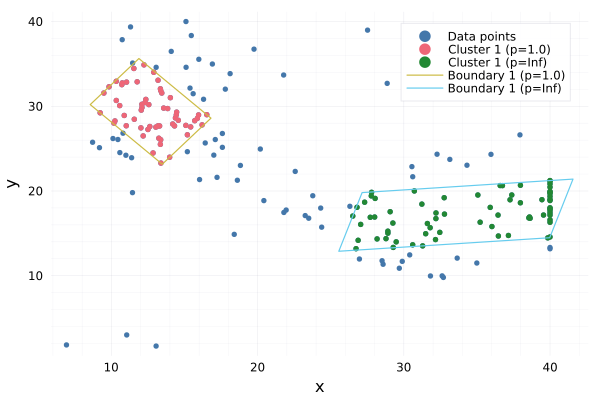 40
30
20
10
y
10
20
30
40
x
Data points
Cluster 1 (p=1.0)
Cluster 1 (p=Inf)
Boundary 1 (p=1.0)
Boundary 1 (p=Inf)